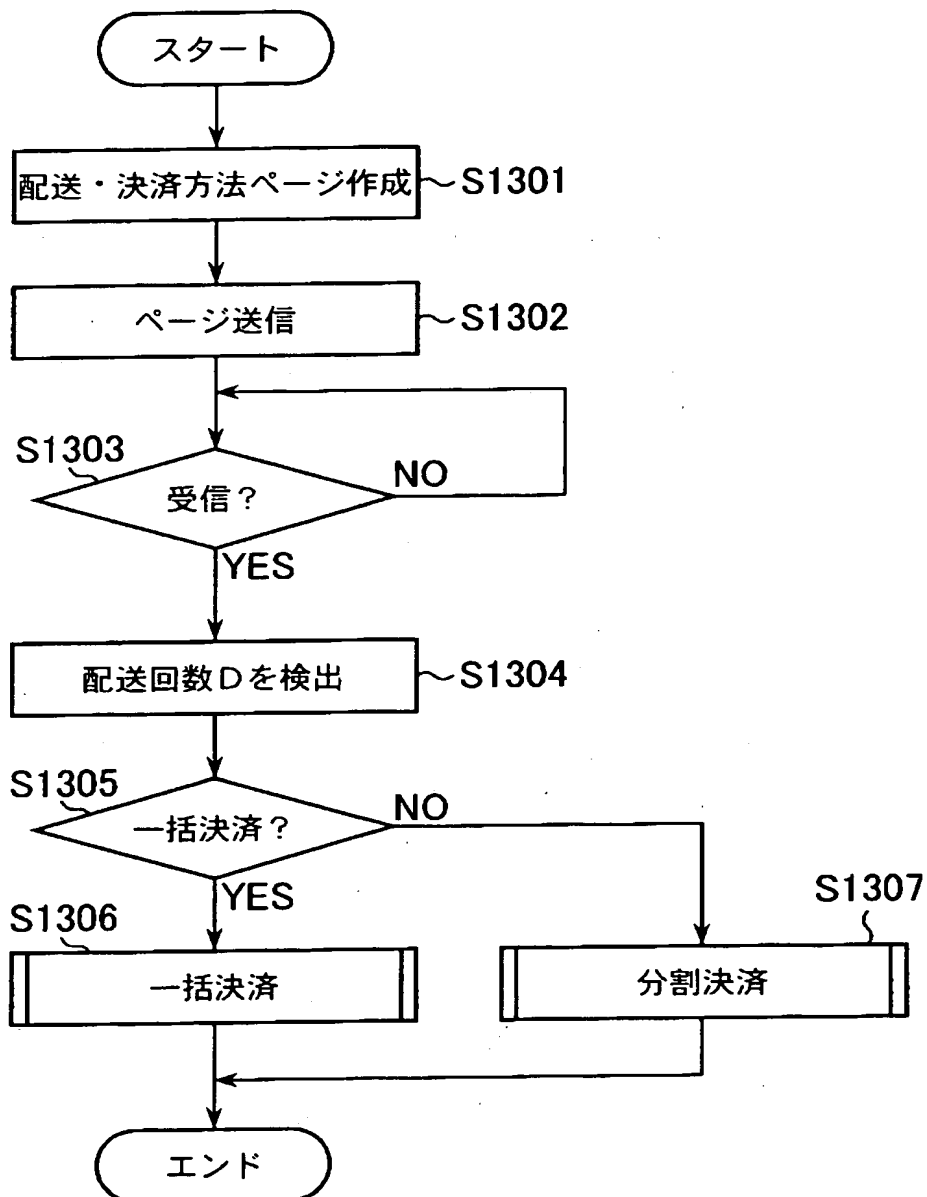 スタート
配送・決済方法ページ作成
S1301
ページ送信
S1302
S1303
受信？
NO
YES
配送回数Dを検出
S1304
S1305
一括決済？
NO
YES
S1306
一括決済
S1307
分割決済
エンド